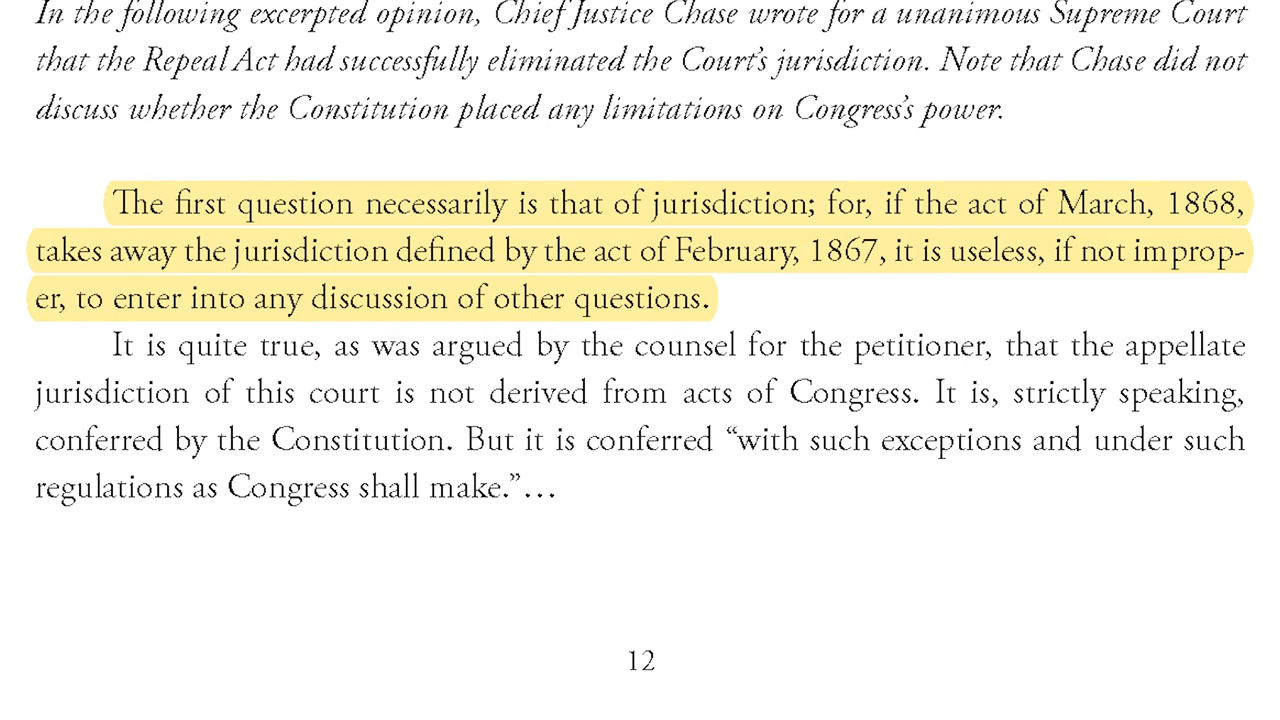 In the following excerpted opinion, Chief Justice Chase wrote for a unanimous Supreme Court
that the Repeal Act had successfully eliminated the Court’s jurisdiction. Note that Chase did not
discuss whether the Constitution placed any limitations on Congress’s power.
The first question necessarily is that of jurisdiction; for, if the act of March, 1868,
takes away the jurisdiction defined by the act of February, 1867, it is useless, if not improp-
er, to enter into any discussion of other questions.
It is quite true, as was argued by the counsel for the petitioner, that the appellate
jurisdiction of this court is not derived from acts of Congress. It is, strictly speaking,
conferred by the Constitution. But it is conferred “with such exceptions and under such
regulations as Congress shall make.”…
12